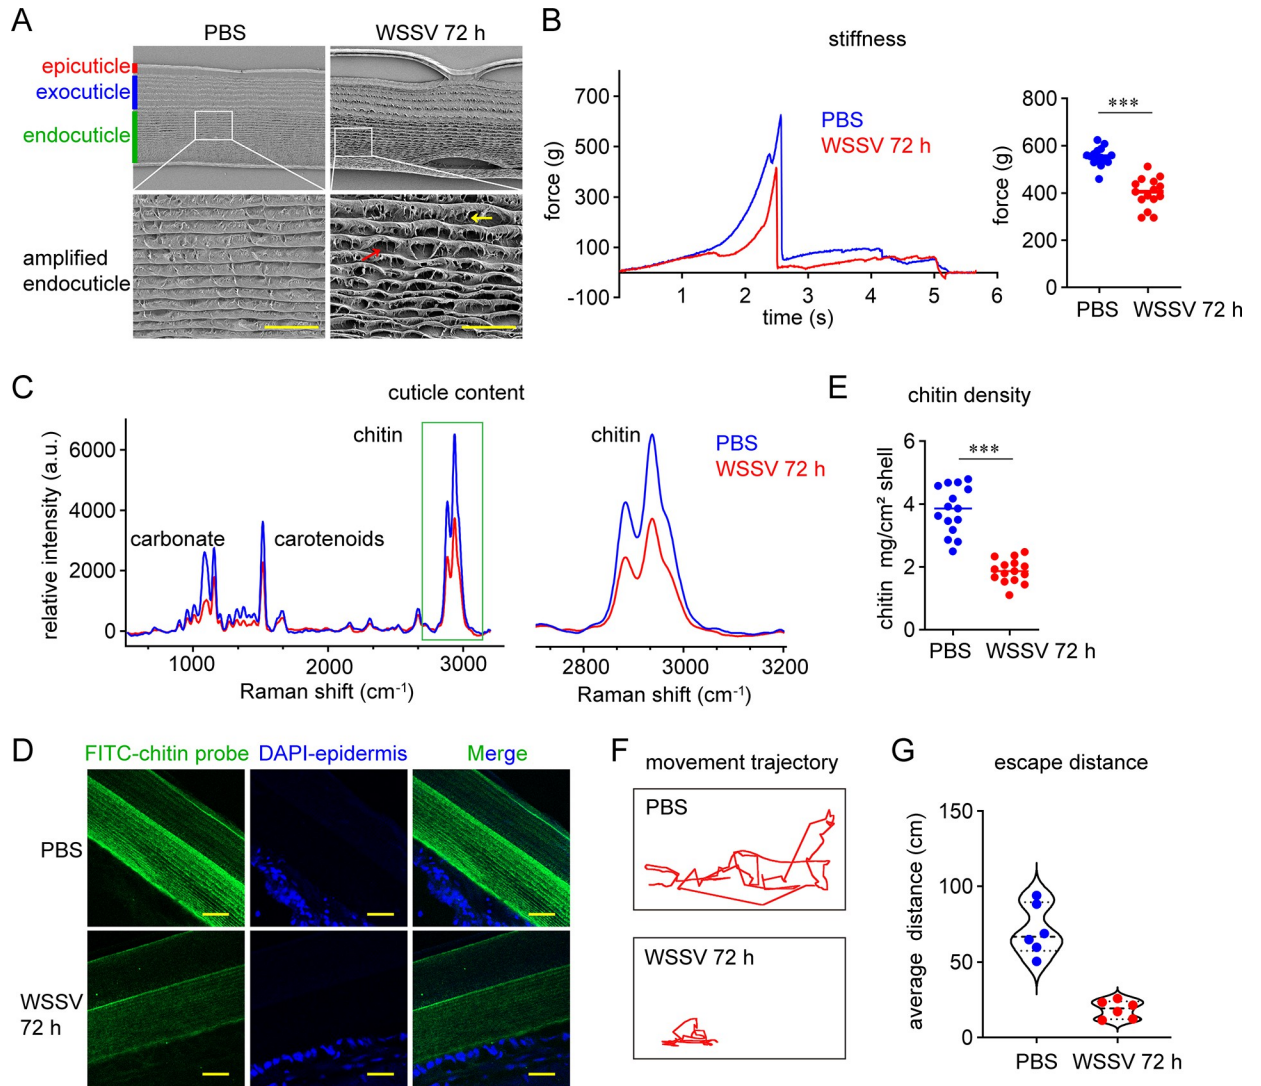 A
PBS
WSSV 72 h
epicuticle
exocuticle
endocuticle
amplified
endocuticle
B
stiffness
force (g)
700
500
300
100
-100
1
2
3
4
5
6
time (s)
PBS
WSSV 72 h
force (g)
800
600
400
200
0
***
PBS
WSSV 72 h
C
cuticle content
relative intensity (a.u.)
6000
4000
2000
0
carbonate
carotenoids
chitin
1000
2000
3000
Raman shift (cm⁻¹)
chitin
PBS
WSSV 72 h
2800
3000
3200
Raman shift (cm⁻¹)
E
chitin density
chitin mg/cm² shell
6
4
2
0
***
PBS
WSSV 72 h
D
FITC-chitin probe
DAPI-epidermis
Merge
PBS
WSSV
72 h
F
movement trajectory
PBS
WSSV 72 h
G
escape distance
average distance (cm)
150
100
50
0
PBS
WSSV 72 h